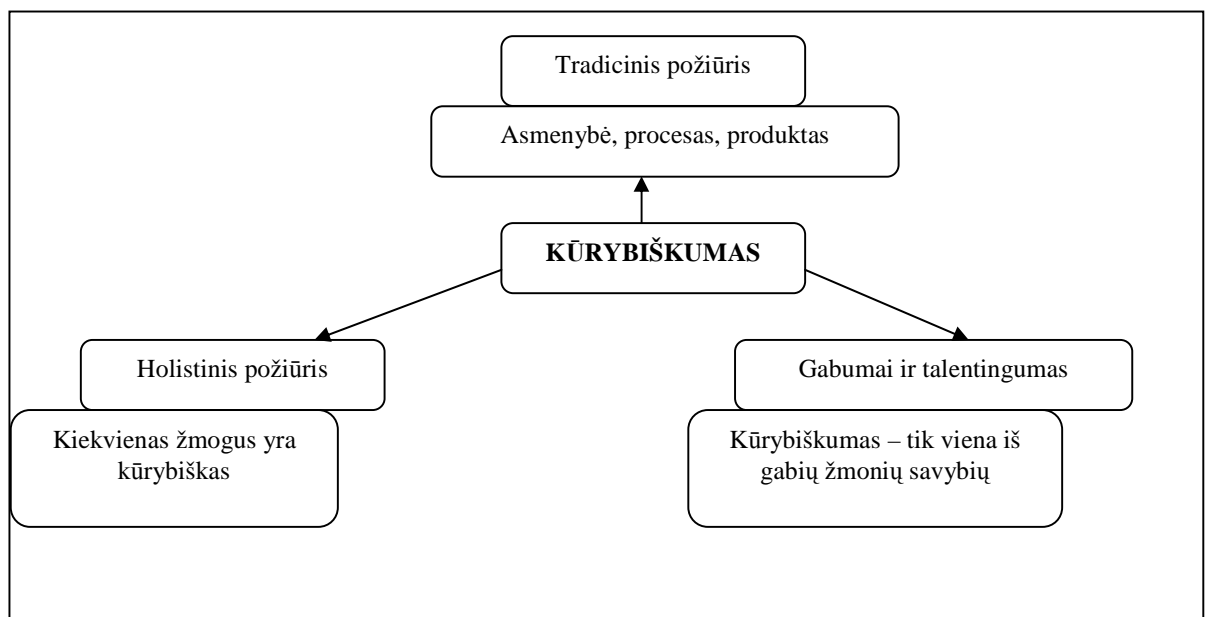 Tradicinis požiūris
Asmenybė, procesas, produktas
KŪRYBIŠKUMAS
Holistinis požiūris
Kiekvienas žmogus yra
kūrybiškas
Gabumai ir talentingumas
Kūrybiškumas – tik viena iš
gabių žmonių savybių